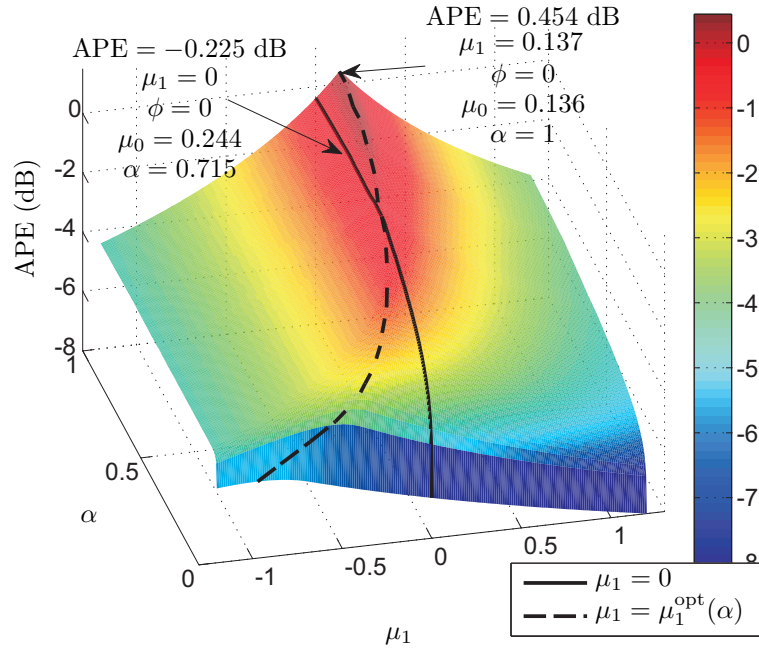 APE = −0.225 dB
μ₁ = 0
ϕ = 0
μ₀ = 0.244
α = 0.715
APE = 0.454 dB
μ₁ = 0.137
ϕ = 0
μ₀ = 0.136
α = 1
APE (dB)
0
-2
-4
-6
-8
1
0.5
0
α
-1
-0.5
0
0.5
1
μ₁
0
-1
-2
-3
-4
-5
-6
-7
-8
μ₁ = 0
μ₁ = μ₁ᵒᵖᵗ(α)